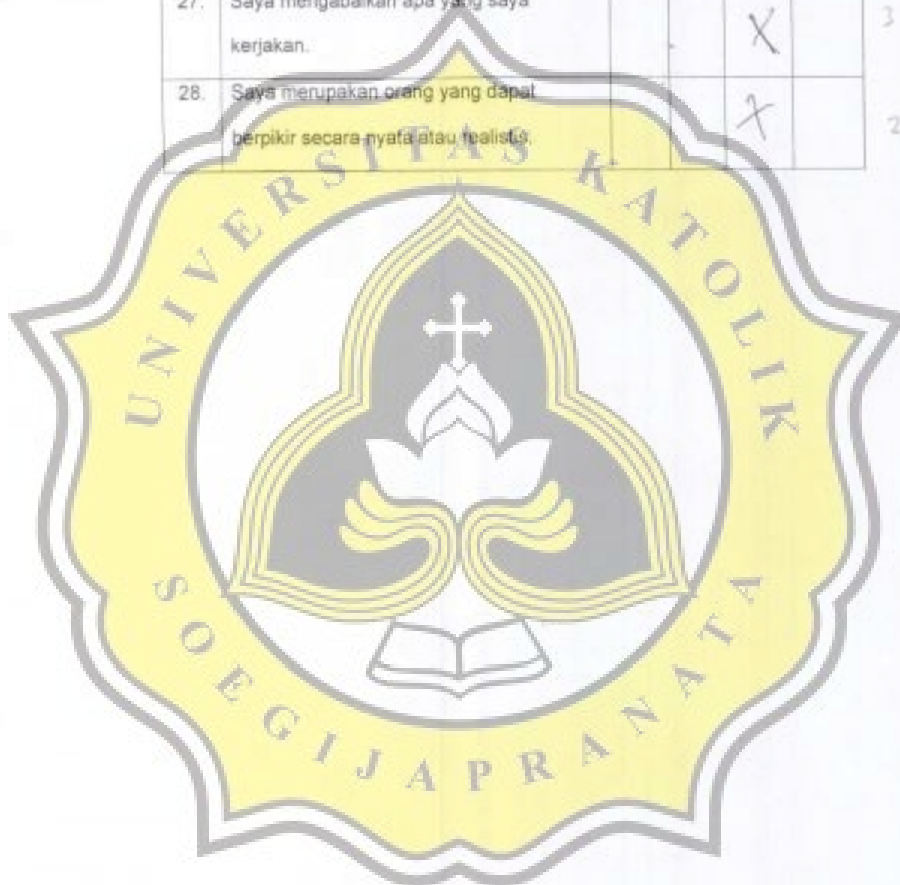 27. Saya mengabaikan apa yang saya
kerjakan. X 3
28. Saya merupakan orang yang dapat
berpikir secara nyata atau realistis. X 2
UNIVERSITAS KATOLIK
SOEGIJAPRANATA